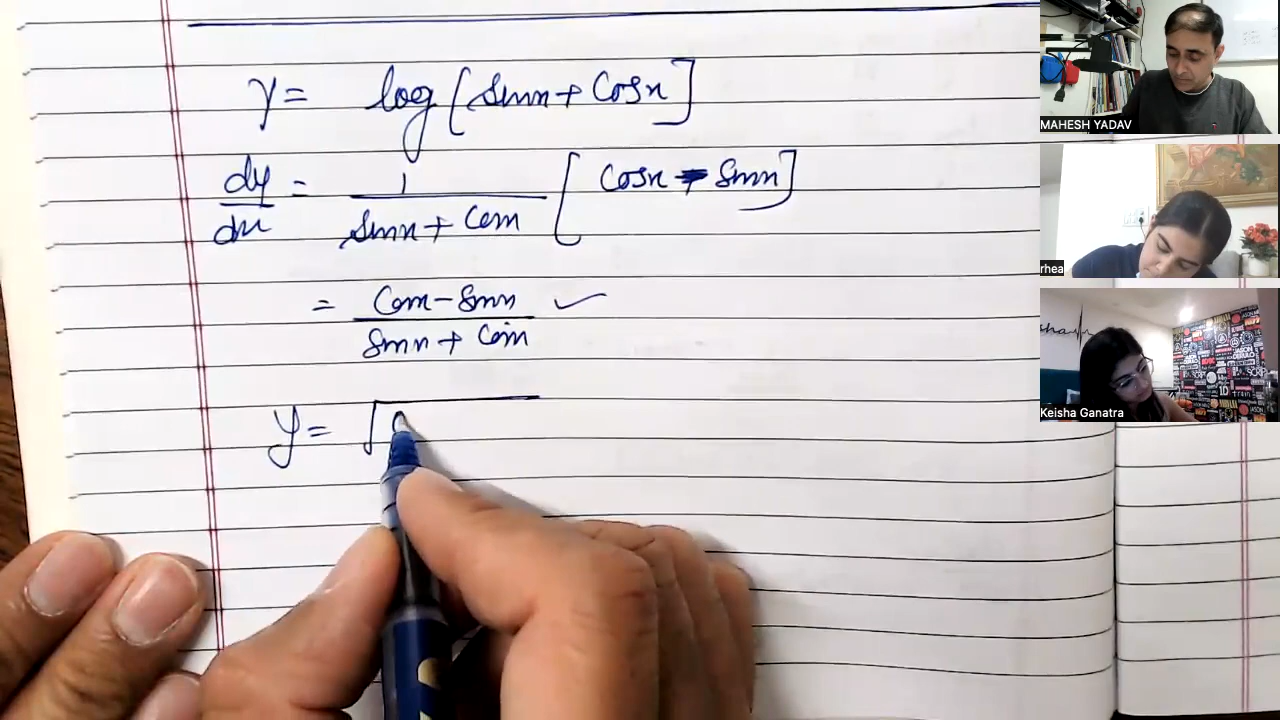 y = log [sinx + cosx]
dy/dx = 1/(sinx + cosx) [cosx - sinx]
= (cosx - sinx)/(sinx + cosx) ✓
y = √
MAHESH YADAV
rhea
Keisha Ganatra